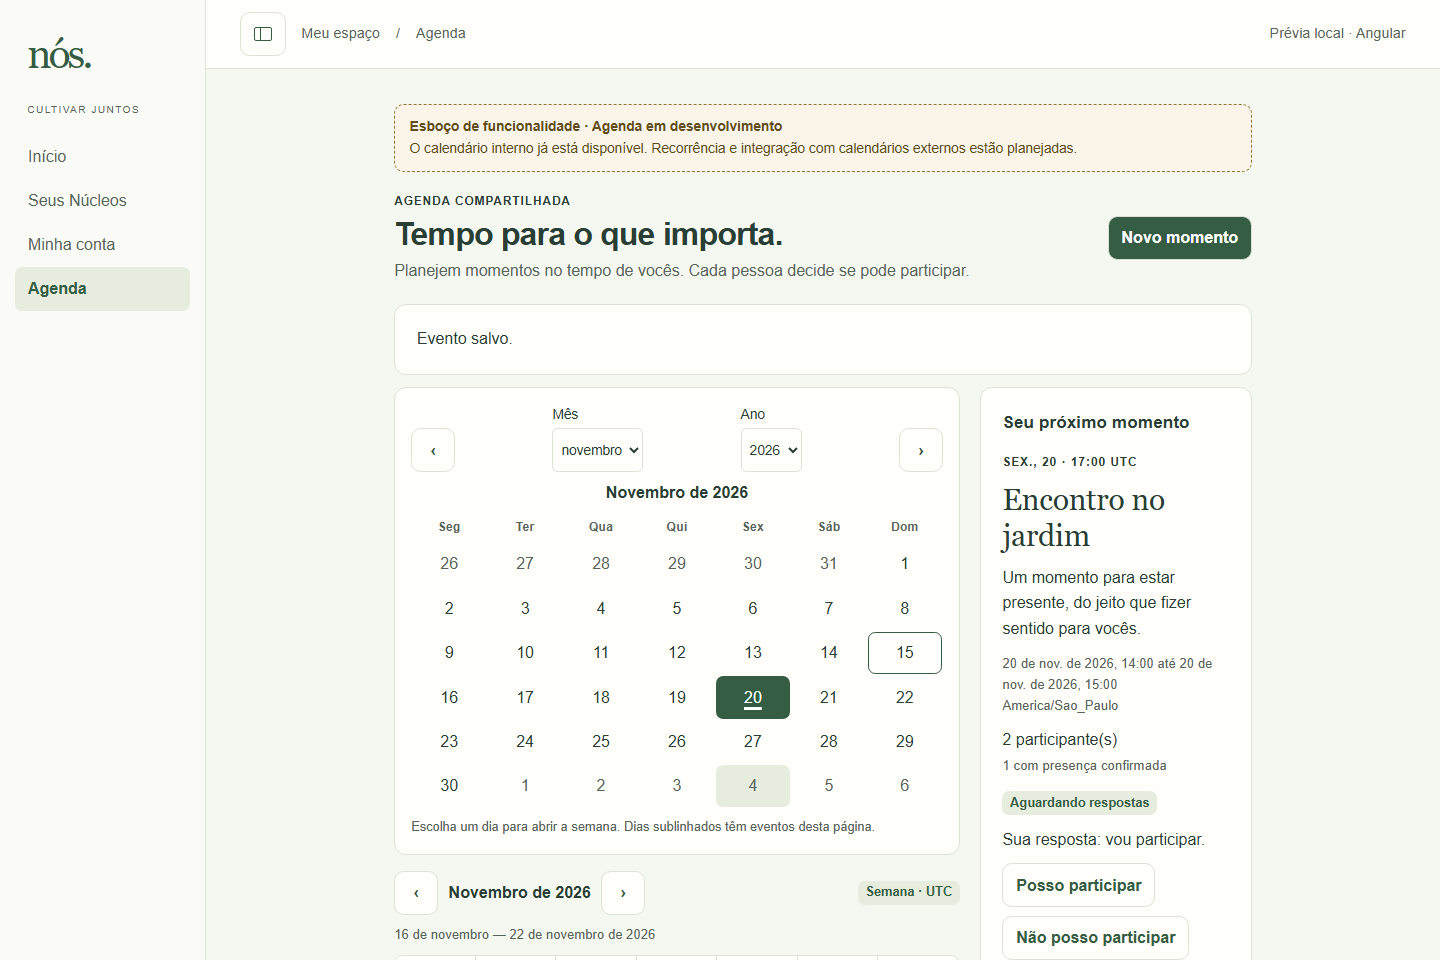 nós.
CULTIVAR JUNTOS
Início
Seus Núcleos
Minha conta
Agenda
Meu espaço / Agenda
Prévia local · Angular
Esboço de funcionalidade · Agenda em desenvolvimento
O calendário interno já está disponível. Recorrência e integração com calendários externos estão planejadas.
AGENDA COMPARTILHADA
Tempo para o que importa.
Novo momento
Planejem momentos no tempo de vocês. Cada pessoa decide se pode participar.
Evento salvo.
Mês Ano
‹ novembro 2026 ›
Novembro de 2026
Seg Ter Qua Qui Sex Sáb Dom
26 27 28 29 30 31 1
2 3 4 5 6 7 8
9 10 11 12 13 14 15
16 17 18 19 20 21 22
23 24 25 26 27 28 29
30 1 2 3 4 5 6
Escolha um dia para abrir a semana. Dias sublinhados têm eventos desta página.
‹ Novembro de 2026 ›
Semana · UTC
16 de novembro — 22 de novembro de 2026
Seu próximo momento
SEX., 20 · 17:00 UTC
Encontro no
jardim
Um momento para estar
presente, do jeito que fizer
sentido para vocês.
20 de nov. de 2026, 14:00 até 20 de
nov. de 2026, 15:00
America/Sao_Paulo
2 participante(s)
1 com presença confirmada
Aguardando respostas
Sua resposta: vou participar.
Posso participar
Não posso participar